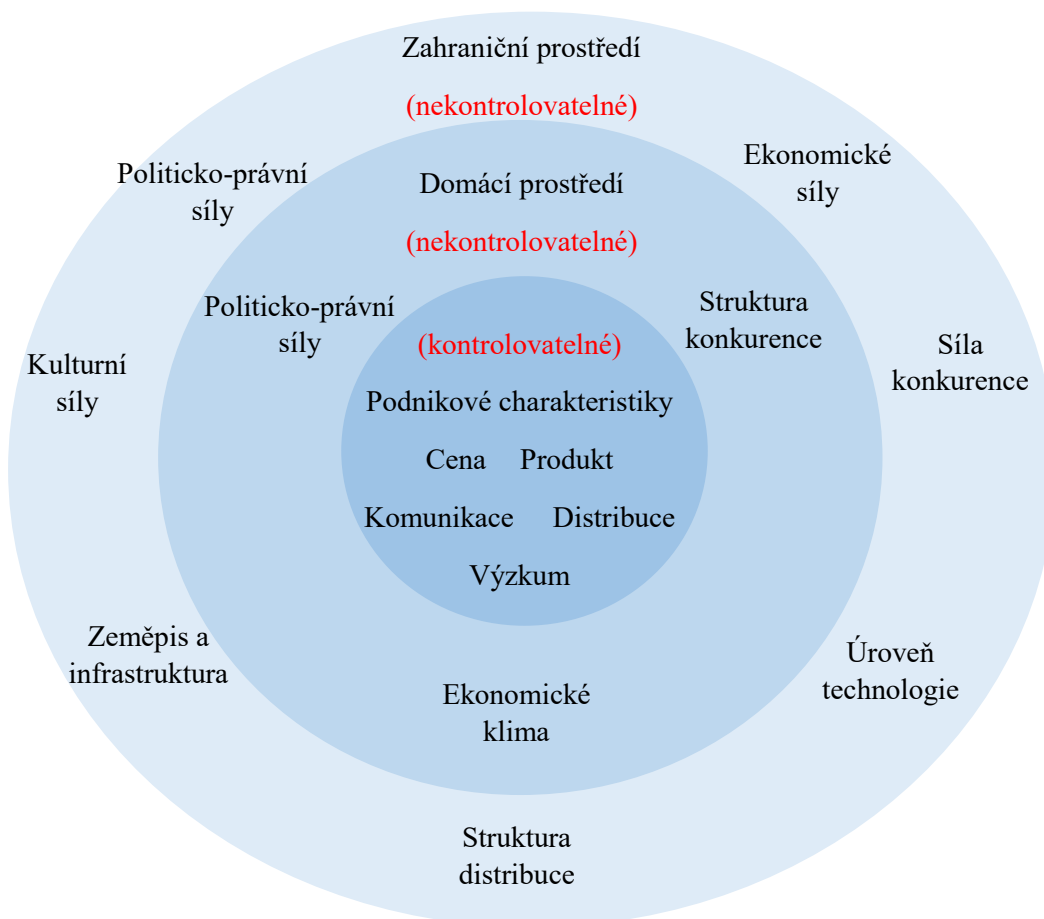 Zahraniční prostředí
(nekontrolovatelné)
Politicko-právní
síly
Ekonomické
síly
Domácí prostředí
(nekontrolovatelné)
Politicko-právní
síly
Struktura
konkurence
Kulturní
síly
Síla
konkurence
(kontrolovatelné)
Podnikové charakteristiky
Cena Produkt
Komunikace Distribuce
Výzkum
Zeměpis a
infrastruktura
Úroveň
technologie
Ekonomické
klima
Struktura
distribuce